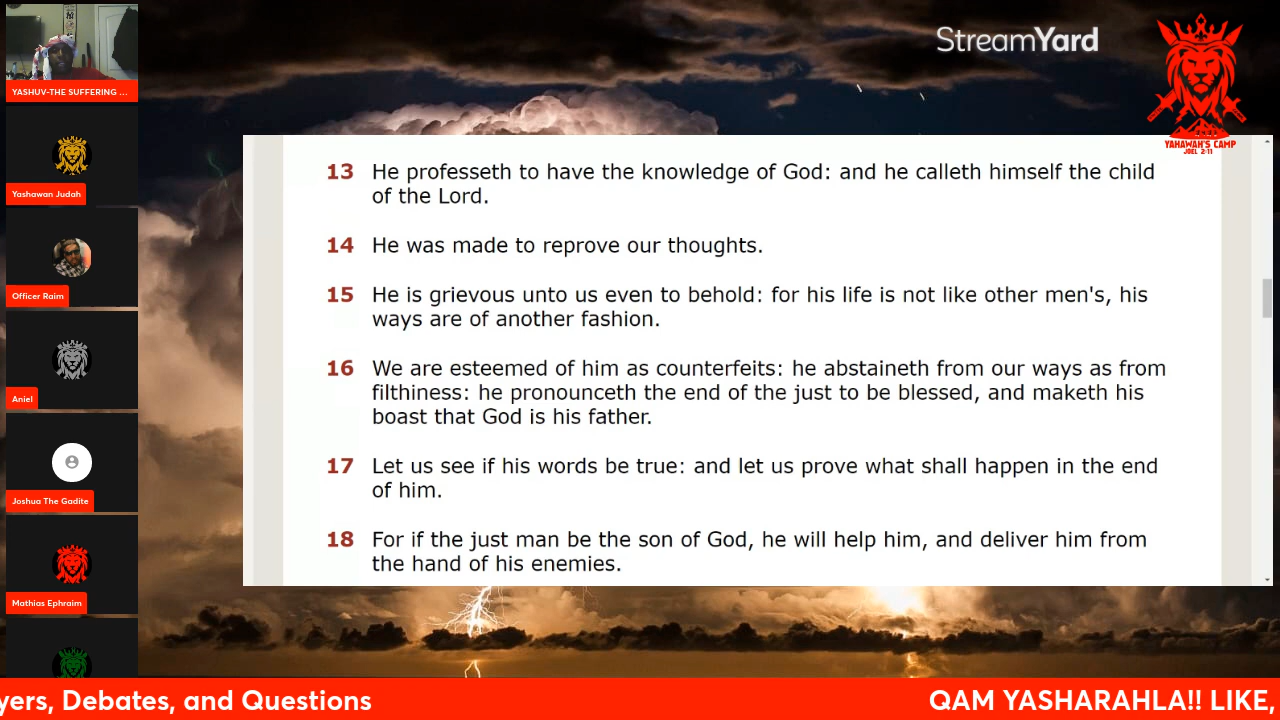 StreamYard
YAHAWAH'S CAMP
JOEL 2:11
YASHUV-THE SUFFERING ...
Yashawan Judah
Officer Raim
Aniel
Joshua The Gadite
Mathias Ephraim
13 He professeth to have the knowledge of God: and he calleth himself the child
of the Lord.
14 He was made to reprove our thoughts.
15 He is grievous unto us even to behold: for his life is not like other men's, his
ways are of another fashion.
16 We are esteemed of him as counterfeits: he abstaineth from our ways as from
filthiness: he pronounceth the end of the just to be blessed, and maketh his
boast that God is his father.
17 Let us see if his words be true: and let us prove what shall happen in the end
of him.
18 For if the just man be the son of God, he will help him, and deliver him from
the hand of his enemies.
yers, Debates, and Questions QAM YASHARAHLA!! LIKE,